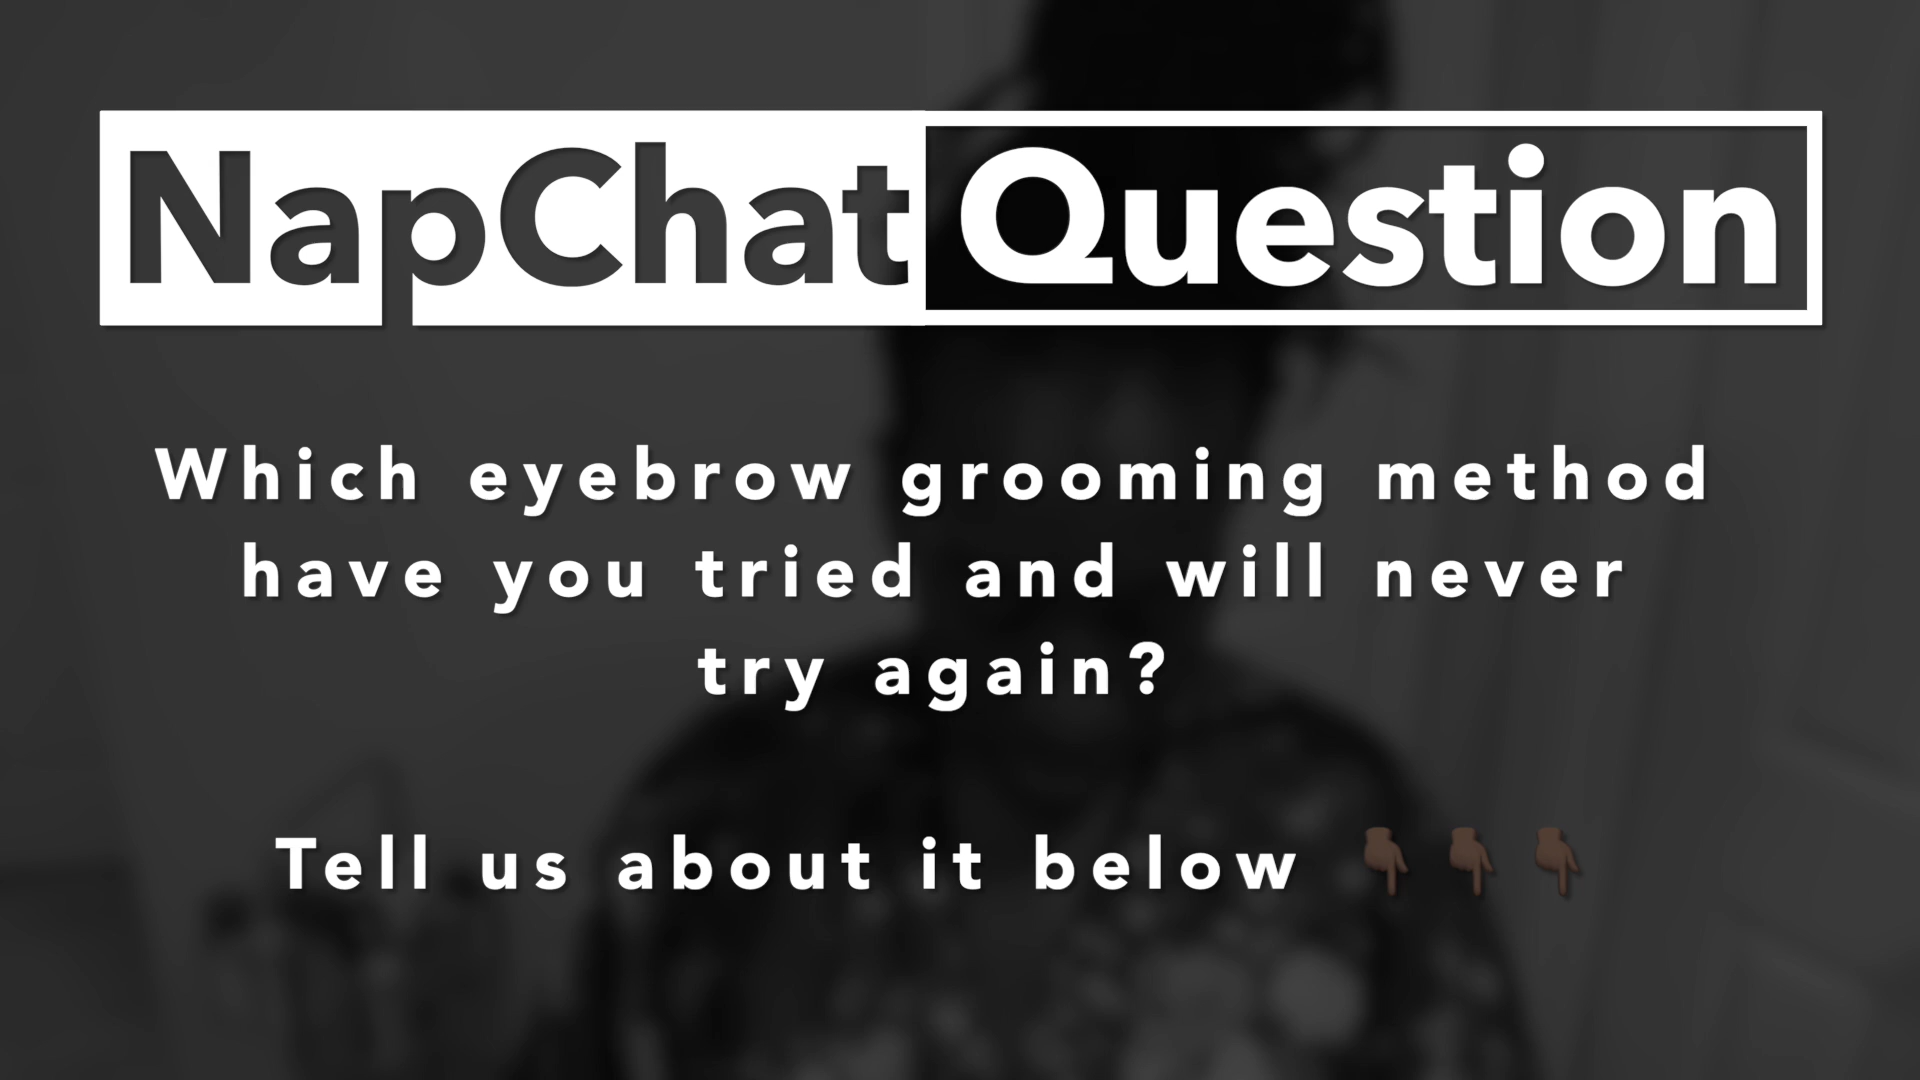 NapChat Question
Which eyebrow grooming method
have you tried and will never
try again?
Tell us about it below 👇🏾 👇🏾 👇🏾